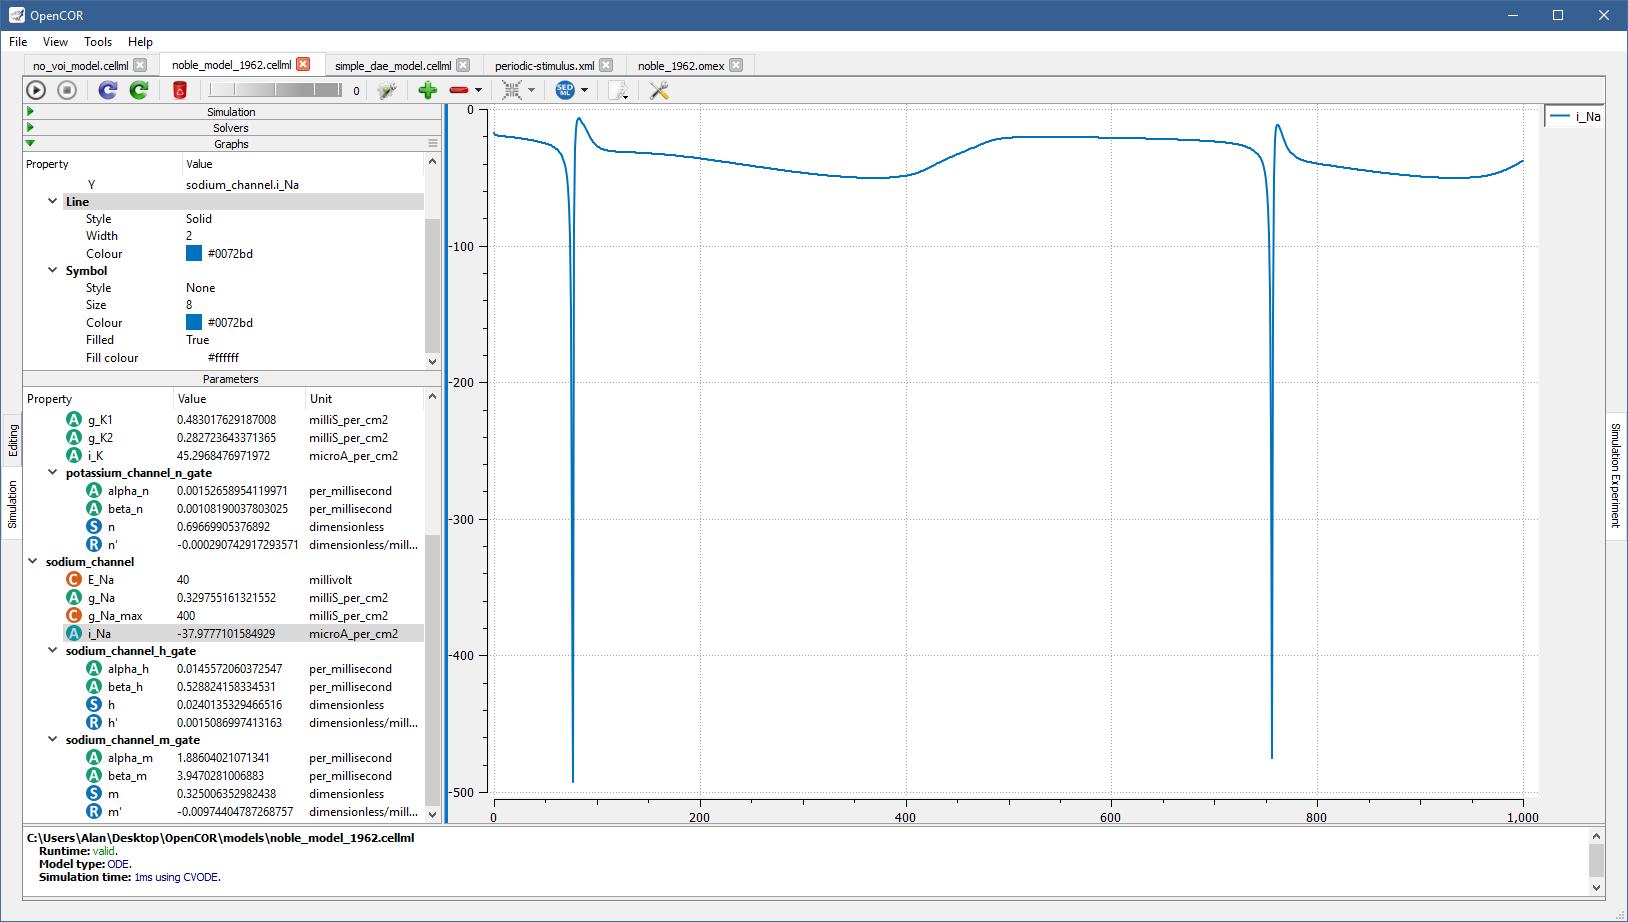 OpenCOR
File View Tools Help
no_voi_model.cellml noble_model_1962.cellml simple_dae_model.cellml periodic-stimulus.xml noble_1962.omex
0 SED ML
Simulation
Solvers
Graphs
Property Value
Y sodium_channel.i_Na
Line
Style Solid
Width 2
Colour #0072bd
Symbol
Style None
Size 8
Colour #0072bd
Filled True
Fill colour #ffffff
Parameters
Property Value Unit
A g_K1 0.483017629187008 milliS_per_cm2
A g_K2 0.282723643371365 milliS_per_cm2
A i_K 45.2968476971972 microA_per_cm2
potassium_channel_n_gate
A alpha_n 0.00152658954119971 per_millisecond
A beta_n 0.00108190037803025 per_millisecond
S n 0.69669905376892 dimensionless
R n' -0.000290742917293571 dimensionless/mill...
sodium_channel
C E_Na 40 millivolt
A g_Na 0.329755161321552 milliS_per_cm2
C g_Na_max 400 milliS_per_cm2
A i_Na -37.9777101584929 microA_per_cm2
sodium_channel_h_gate
A alpha_h 0.0145572060372547 per_millisecond
A beta_h 0.528824158334531 per_millisecond
S h 0.0240135329466516 dimensionless
R h' 0.0015086997413163 dimensionless/mill...
sodium_channel_m_gate
A alpha_m 1.88604021071341 per_millisecond
A beta_m 3.9470281006883 per_millisecond
S m 0.325006352982438 dimensionless
R m' -0.00974404787268757 dimensionless/mill...
Editing
Simulation
0
-100
-200
-300
-400
-500
0 200 400 600 800 1,000
i_Na
Simulation Experiment
C:\Users\Alan\Desktop\OpenCOR\models\noble_model_1962.cellml
Runtime: valid.
Model type: ODE.
Simulation time: 1ms using CVODE.